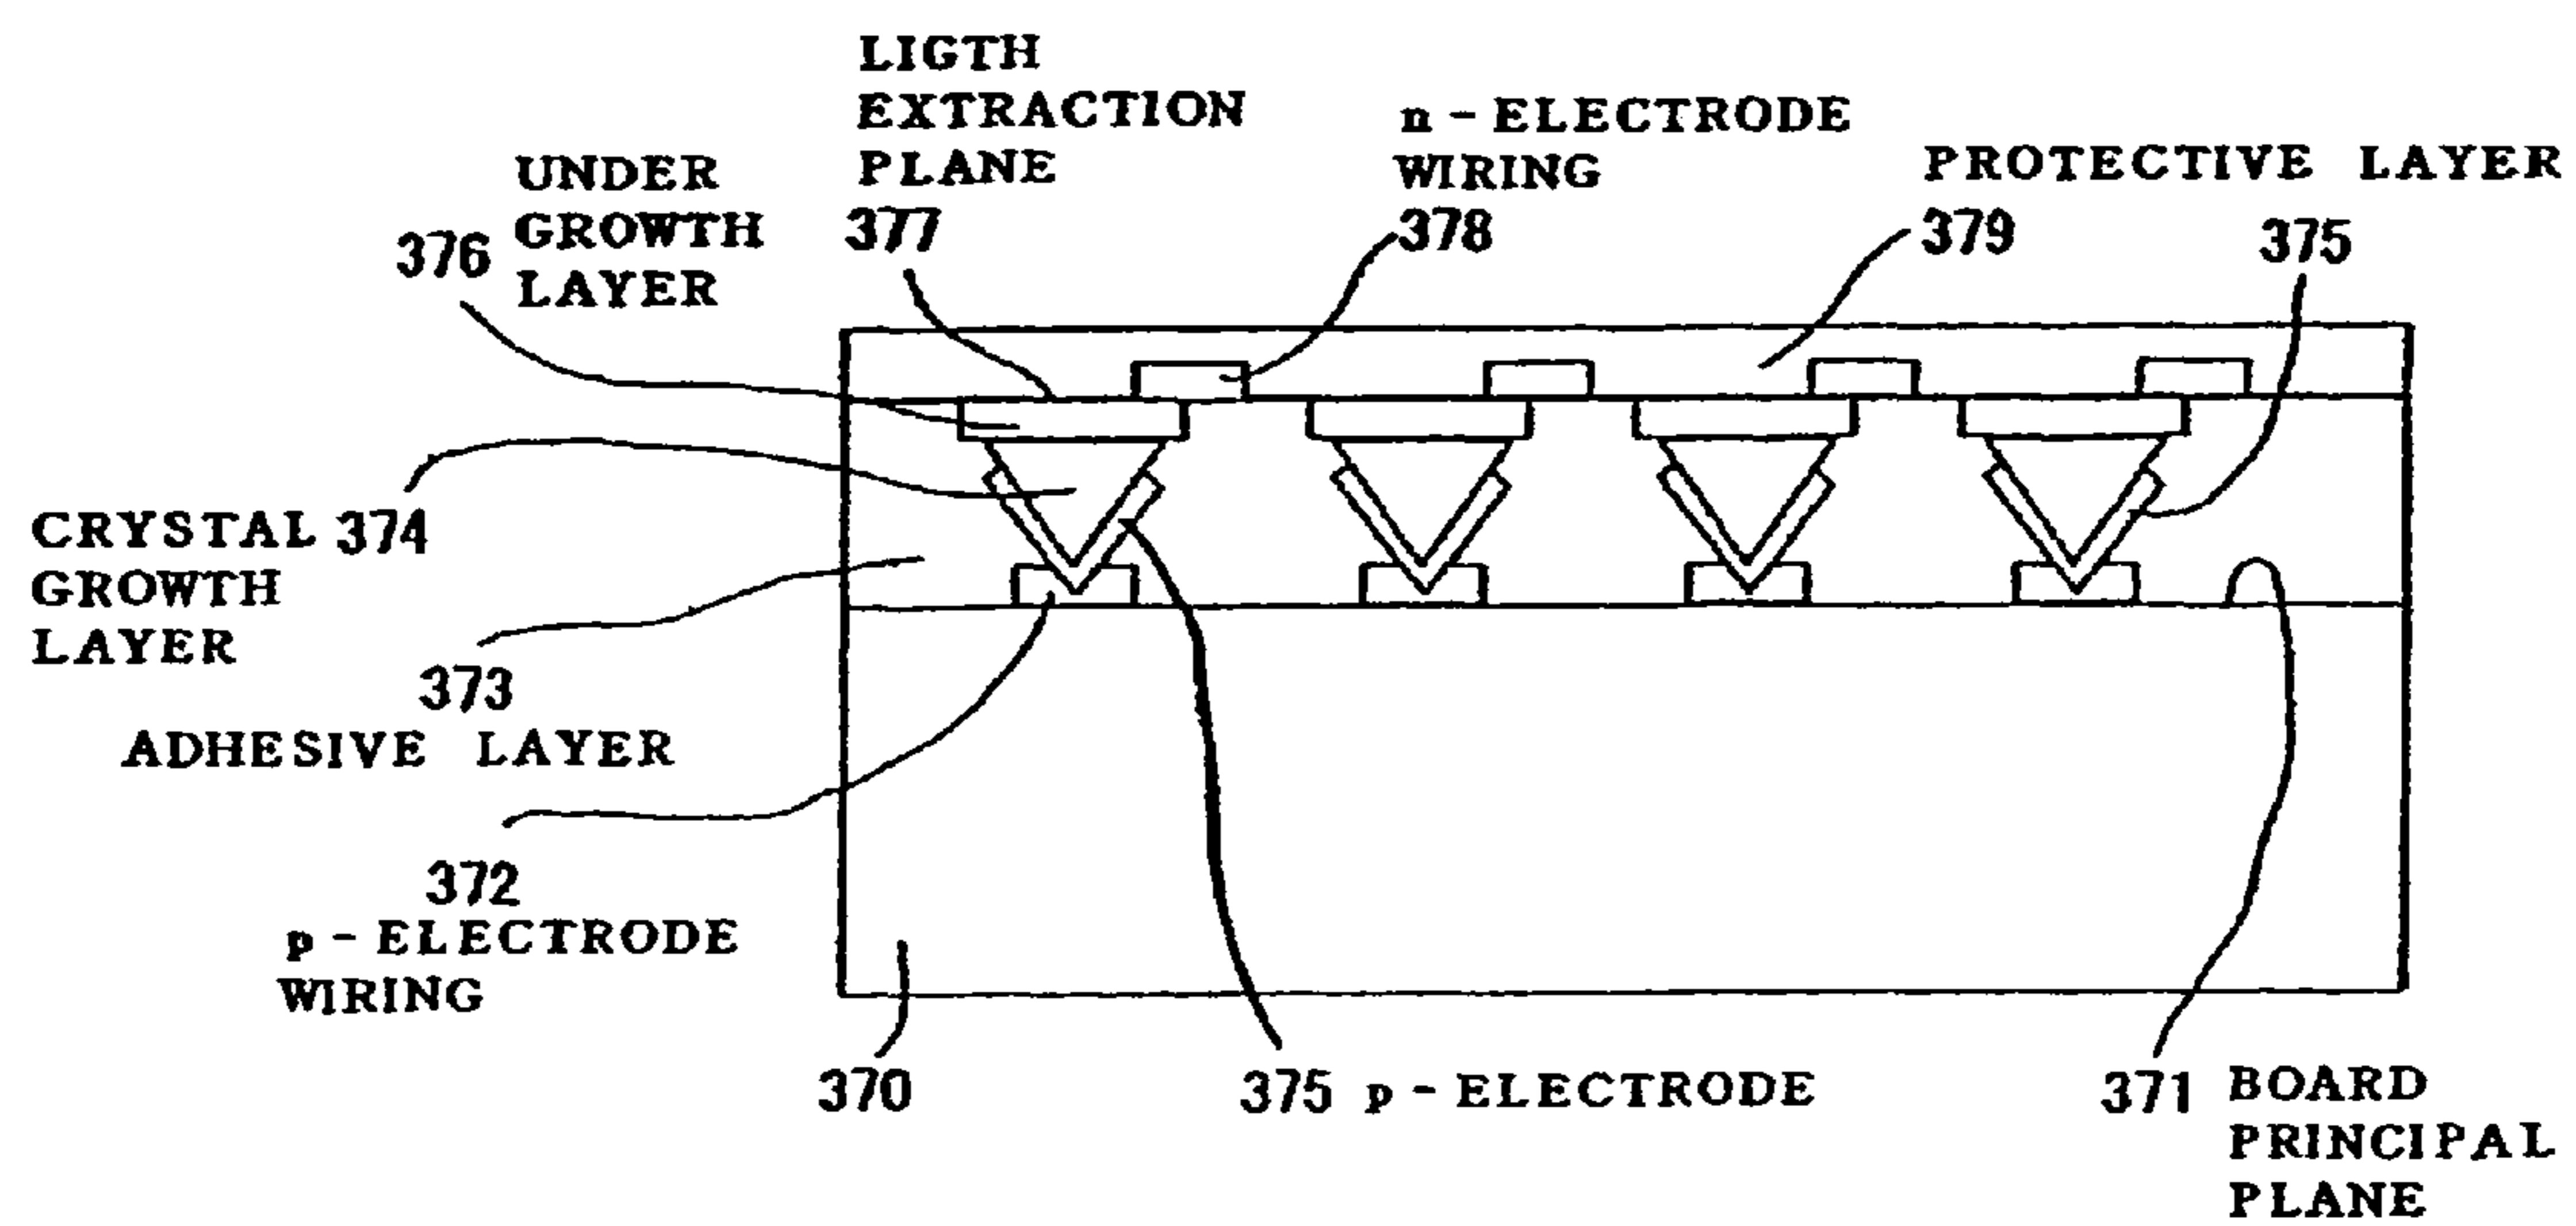 LIGTH
EXTRACTION
PLANE
377
n - ELECTRODE
WIRING
378
PROTECTIVE LAYER
379
375
UNDER
GROWTH
LAYER
376
CRYSTAL 374
GROWTH
LAYER
373
ADHESIVE LAYER
372
p - ELECTRODE
WIRING
370
375 p - ELECTRODE
371 BOARD
PRINCIPAL
PLANE